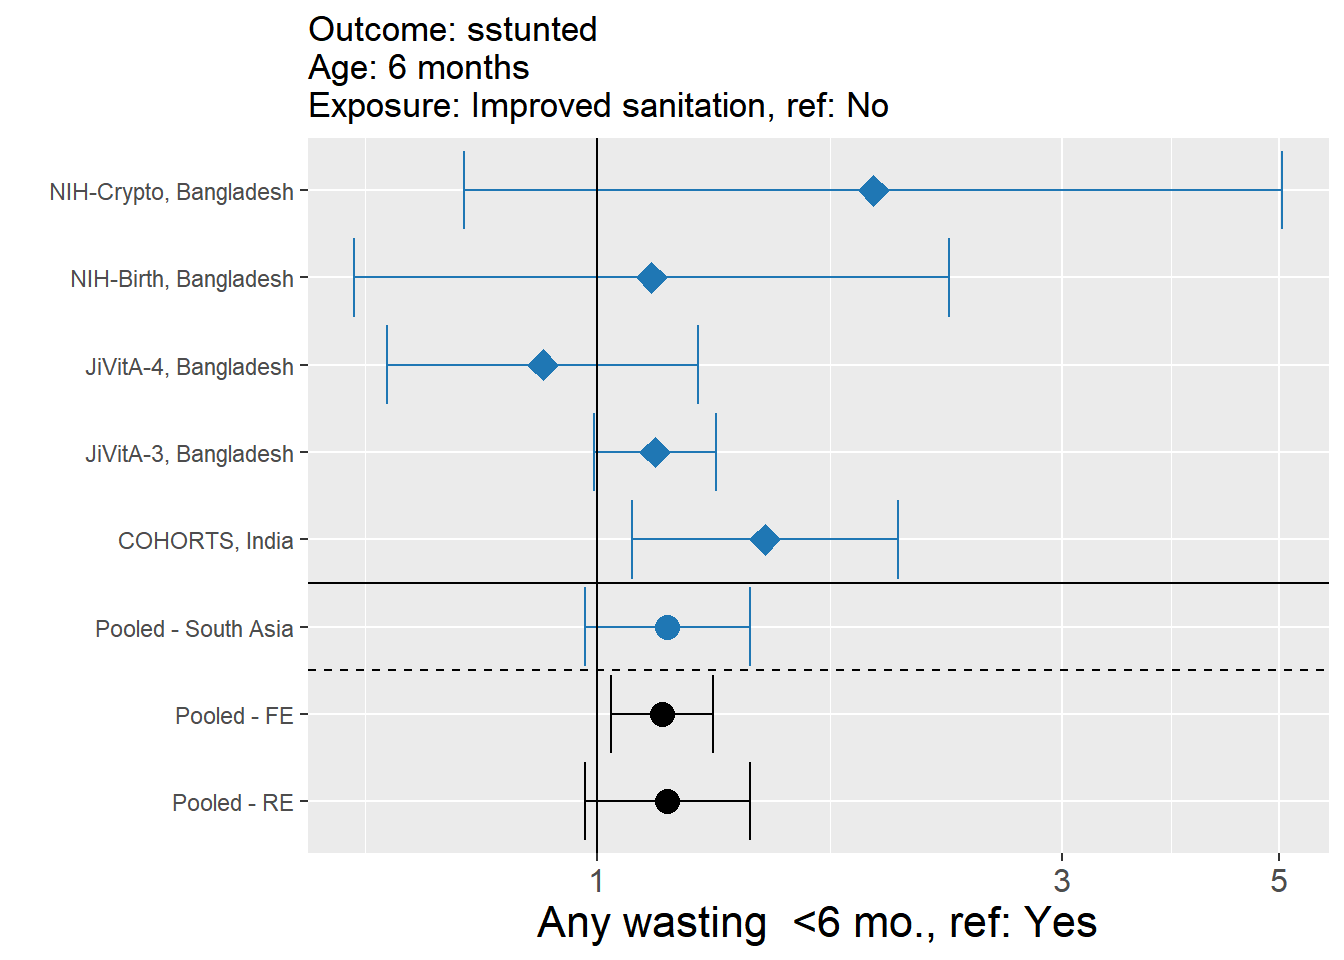 Outcome: sstunted
Age: 6 months
Exposure: Improved sanitation, ref: No
NIH-Crypto, Bangladesh
NIH-Birth, Bangladesh
JiVitA-4, Bangladesh
JiVitA-3, Bangladesh
COHORTS, India
Pooled - South Asia
Pooled - FE
Pooled - RE
1 3 5
Any wasting  <6 mo., ref: Yes